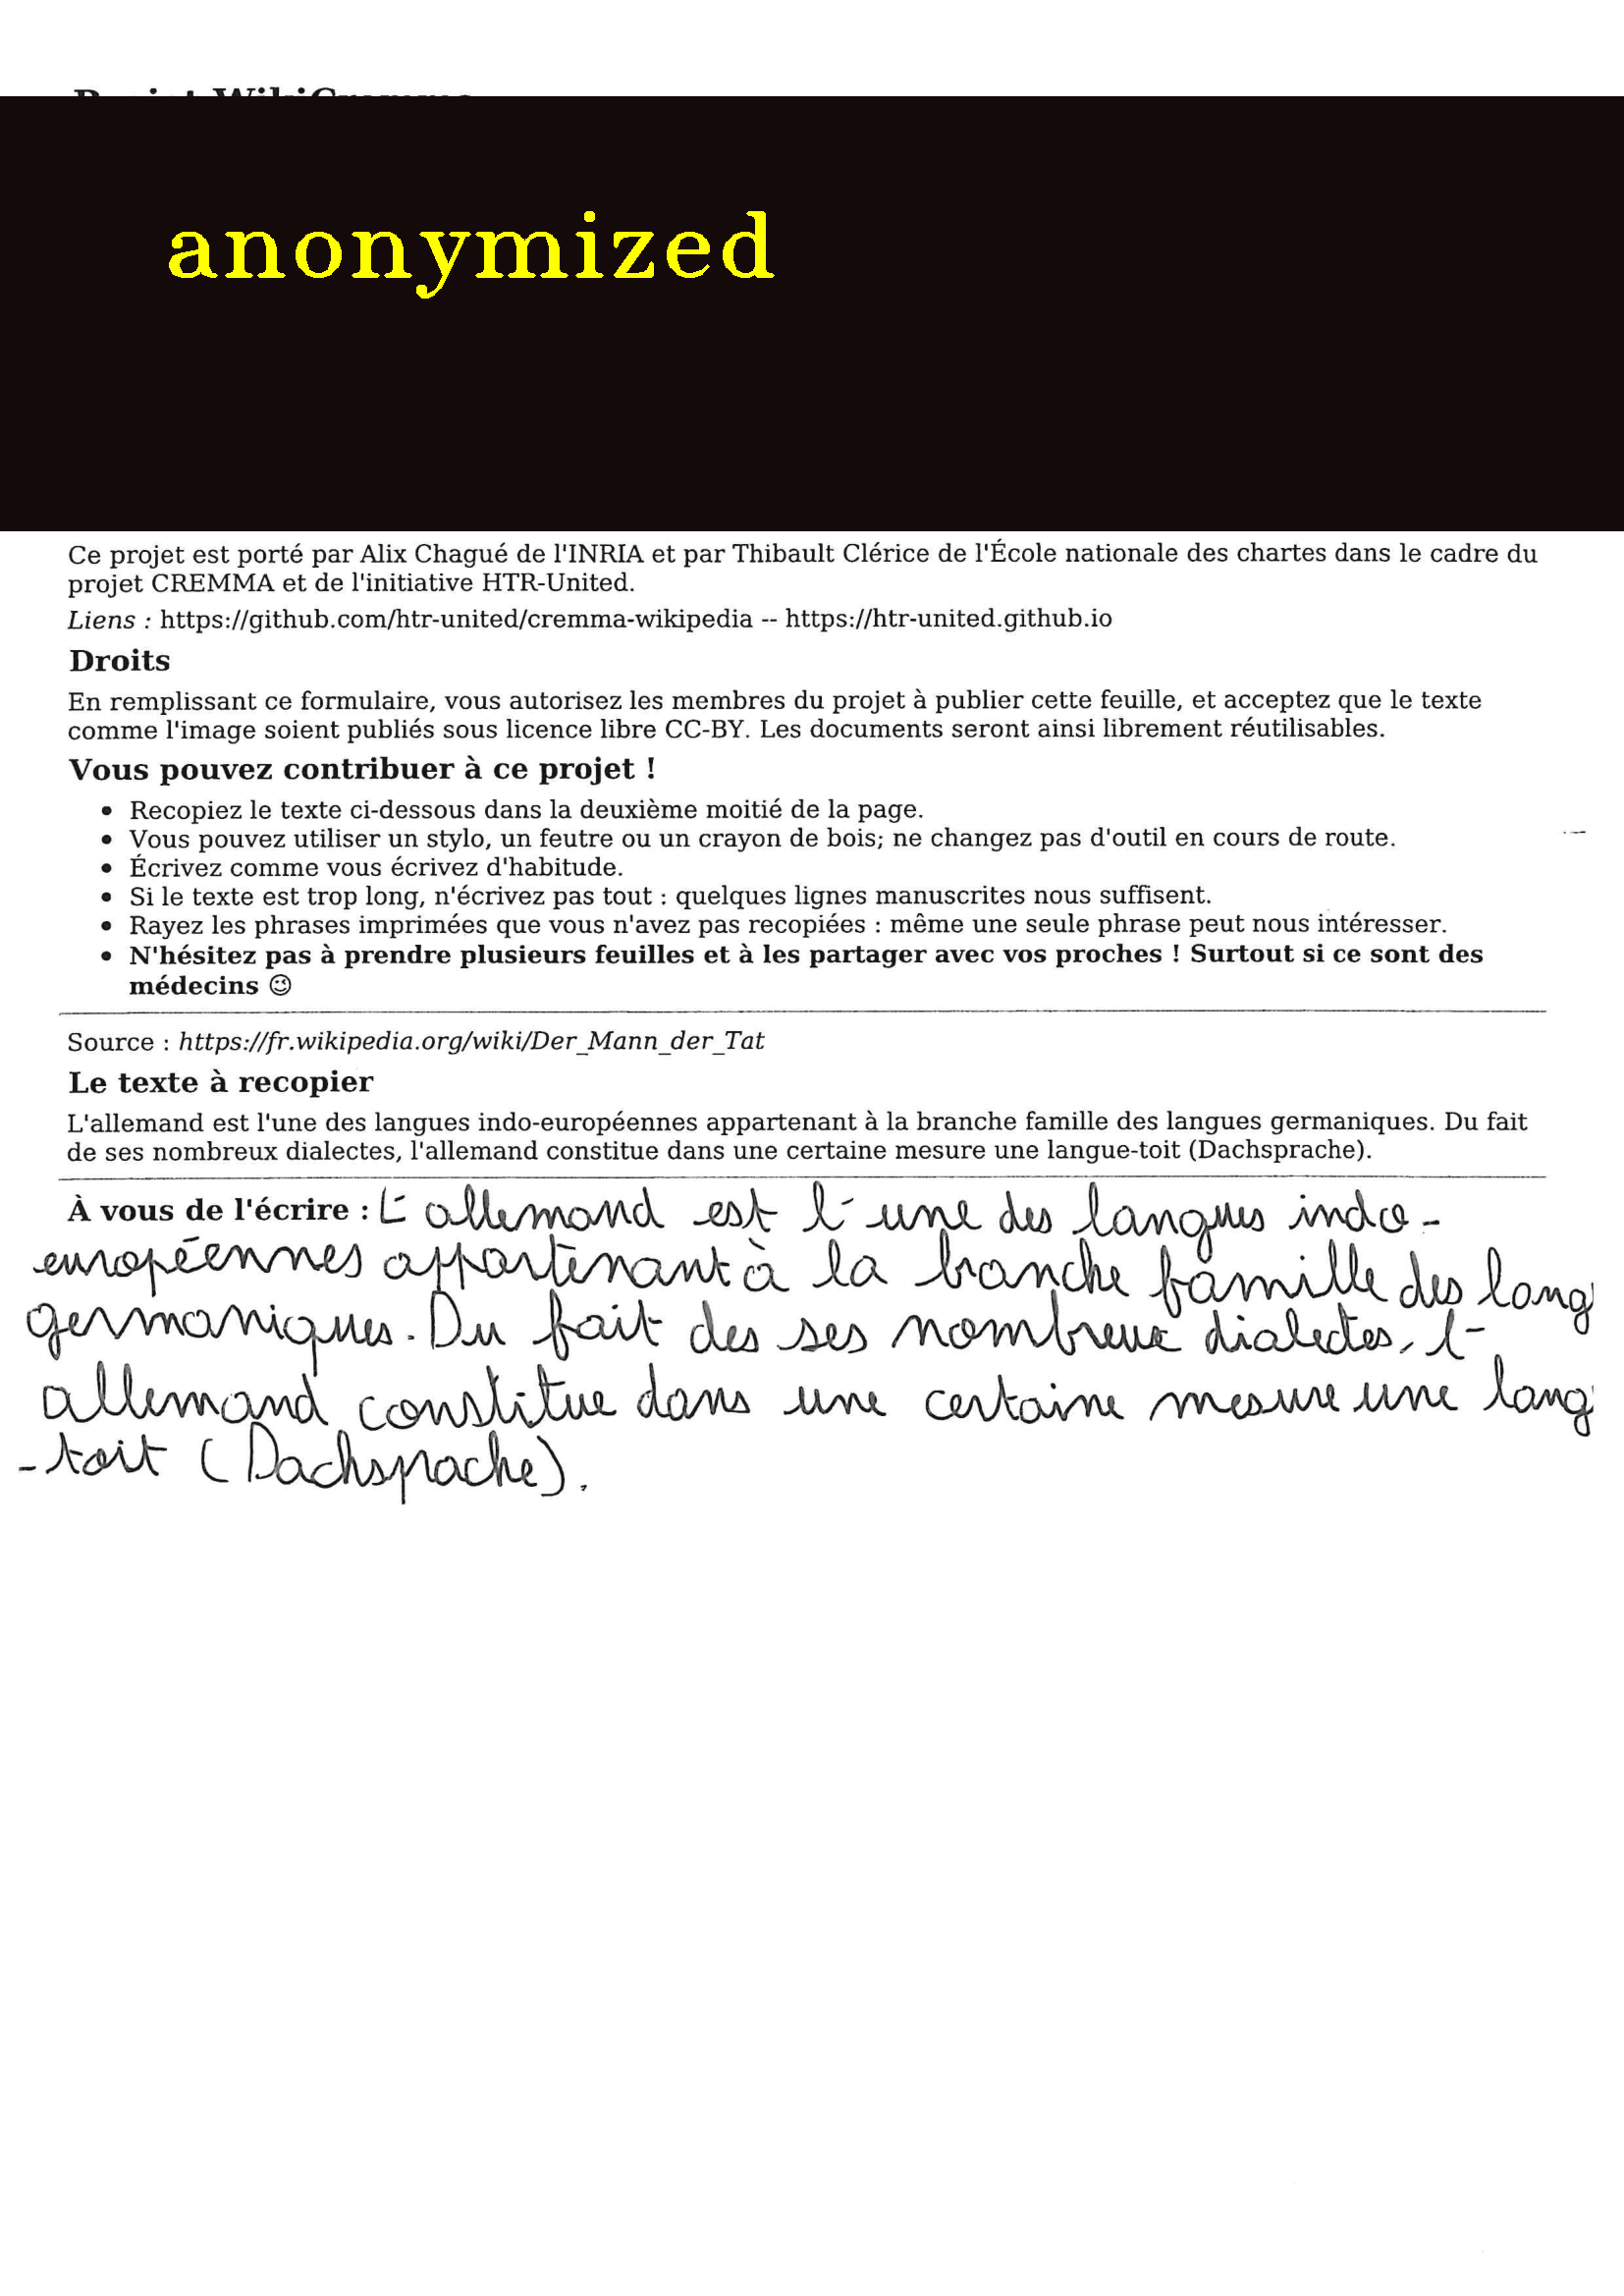 anonymized
Ce projet est porté par Alix Chagué de l'INRIA et par Thibault Clérice de l'École nationale des chartes dans le cadre du
projet CREMMA et de l'initiative HTR-United.
Liens : https://github.com/htr-united/cremma-wikipedia -- https://htr-united.github.io
Droits
En remplissant ce formulaire, vous autorisez les membres du projet à publier cette feuille, et acceptez que le texte
comme l'image soient publiés sous licence libre CC-BY. Les documents seront ainsi librement réutilisables.
Vous pouvez contribuer à ce projet !
• Recopiez le texte ci-dessous dans la deuxième moitié de la page.
• Vous pouvez utiliser un stylo, un feutre ou un crayon de bois; ne changez pas d'outil en cours de route.
• Écrivez comme vous écrivez d'habitude.
• Si le texte est trop long, n'écrivez pas tout : quelques lignes manuscrites nous suffisent.
• Rayez les phrases imprimées que vous n'avez pas recopiées : même une seule phrase peut nous intéresser.
• N'hésitez pas à prendre plusieurs feuilles et à les partager avec vos proches ! Surtout si ce sont des
médecins 😉
Source : https://fr.wikipedia.org/wiki/Der_Mann_der_Tat
Le texte à recopier
L'allemand est l'une des langues indo-européennes appartenant à la branche famille des langues germaniques. Du fait
de ses nombreux dialectes, l'allemand constitue dans une certaine mesure une langue-toit (Dachsprache).
À vous de l'écrire : L'allemand est l'une des langues indo-
européennes appartenant à la branche famille des lang
germaniques. Du fait des ses nombreux dialectes, l'
allemand constitue dans une certaine mesure une lang
-toit (Dachsprache).